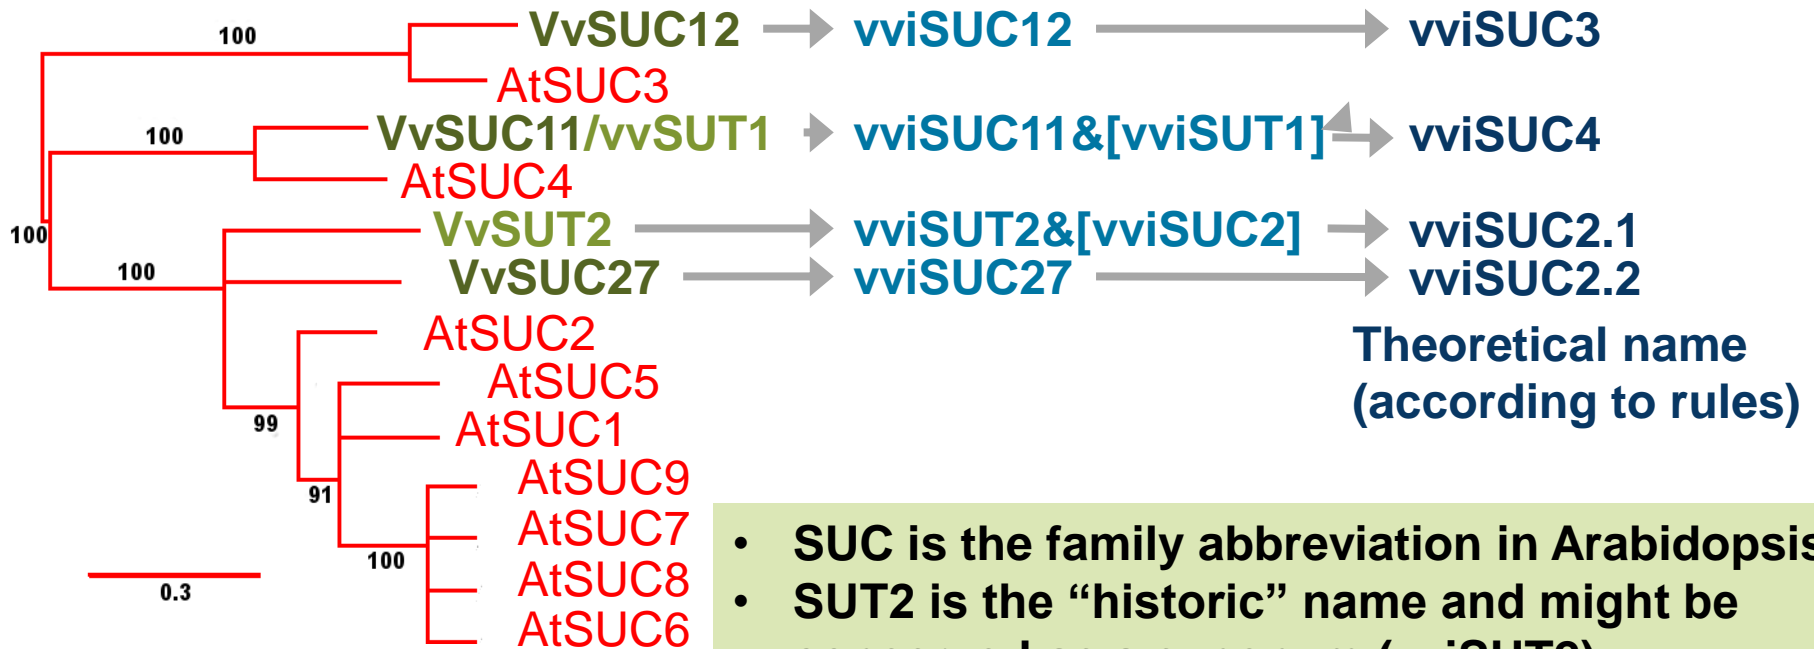 100 VvSUC12 vviSUC12 vviSUC3
AtSUC3
100 VvSUC11/vvSUT1 vviSUC11&[vviSUT1] vviSUC4
AtSUC4
100 VvSUT2 vviSUT2&[vviSUC2] vviSUC2.1
100 VvSUC27 vviSUC27 vviSUC2.2
AtSUC2
Theoretical name
(according to rules)
AtSUC5
99 AtSUC1
91 AtSUC9
AtSUC7
100 AtSUC8
AtSUC6
0.3
• SUC is the family abbreviation in Arabidopsis
• SUT2 is the “historic” name and might be